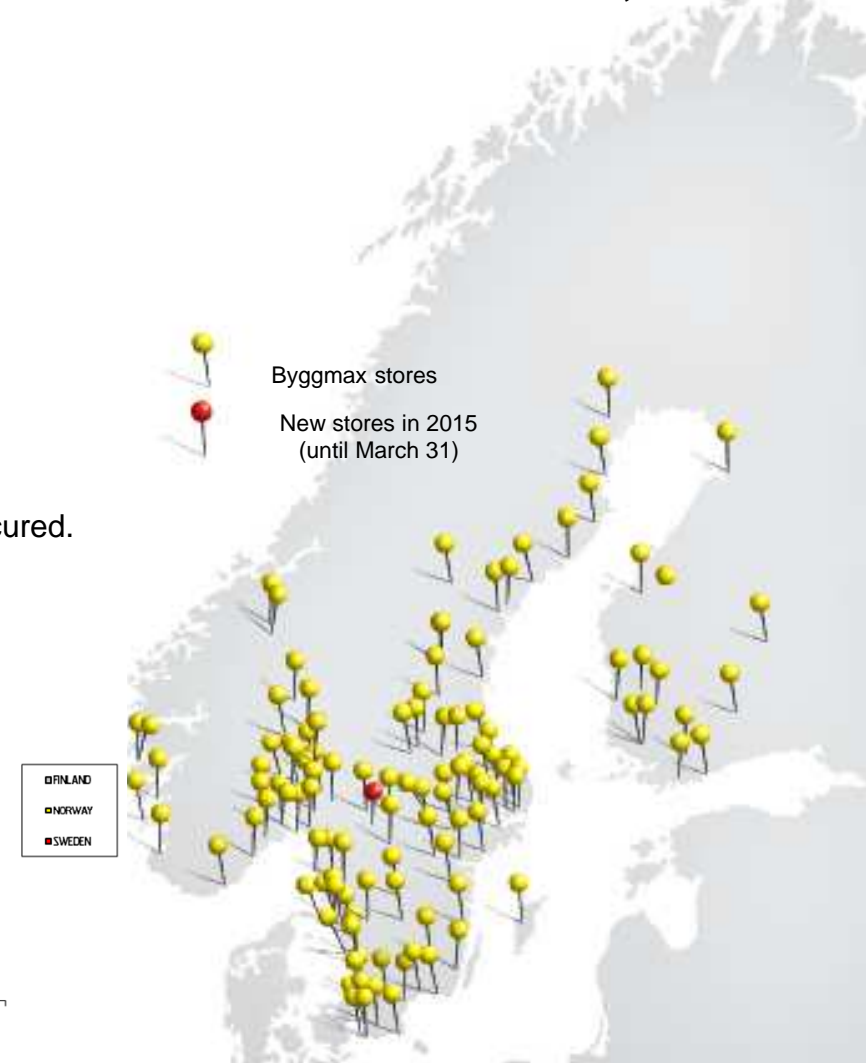 Byggmax stores
New stores in 2015
(until March 31)
cured.
FINLAND
NORWAY
SWEDEN